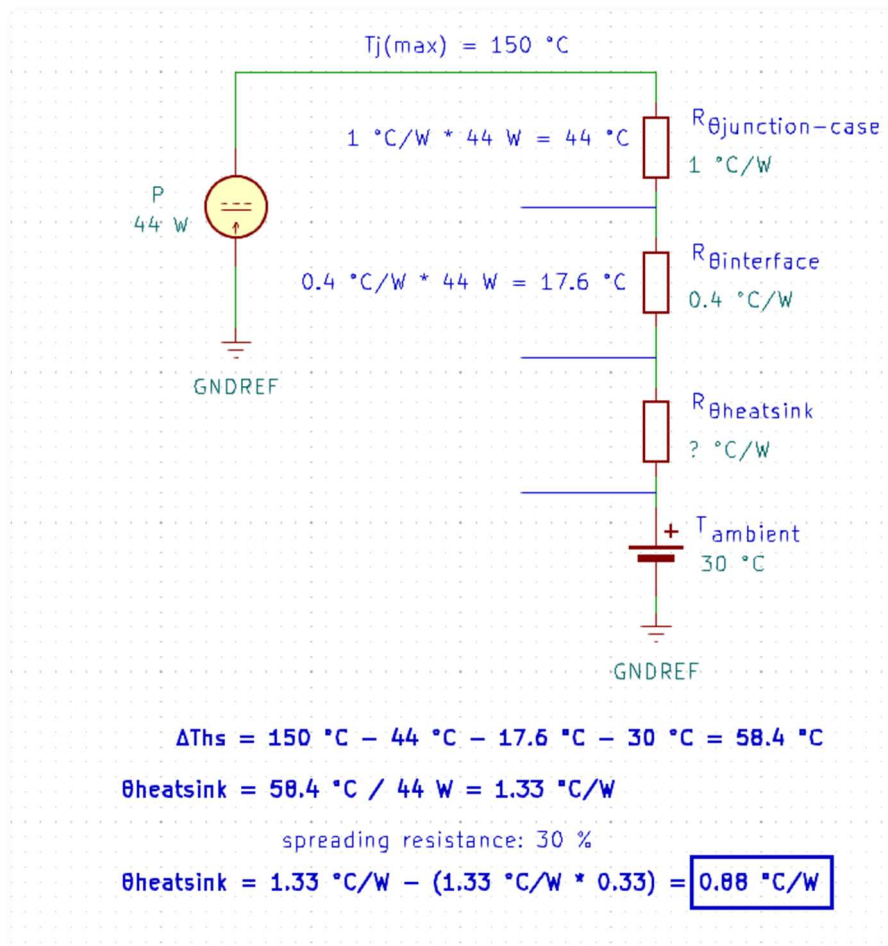 Tj(max) = 150 °C
1 °C/W * 44 W = 44 °C
Rθjunction-case
1 °C/W
P
44 W
0.4 °C/W * 44 W = 17.6 °C
Rθinterface
0.4 °C/W
GNDREF
Rθheatsink
? °C/W
+
Tambient
30 °C
GNDREF
ΔThs = 150 °C - 44 °C - 17.6 °C - 30 °C = 58.4 °C
θheatsink = 58.4 °C / 44 W = 1.33 °C/W
spreading resistance: 30 %
θheatsink = 1.33 °C/W - (1.33 °C/W * 0.33) = 0.88 °C/W